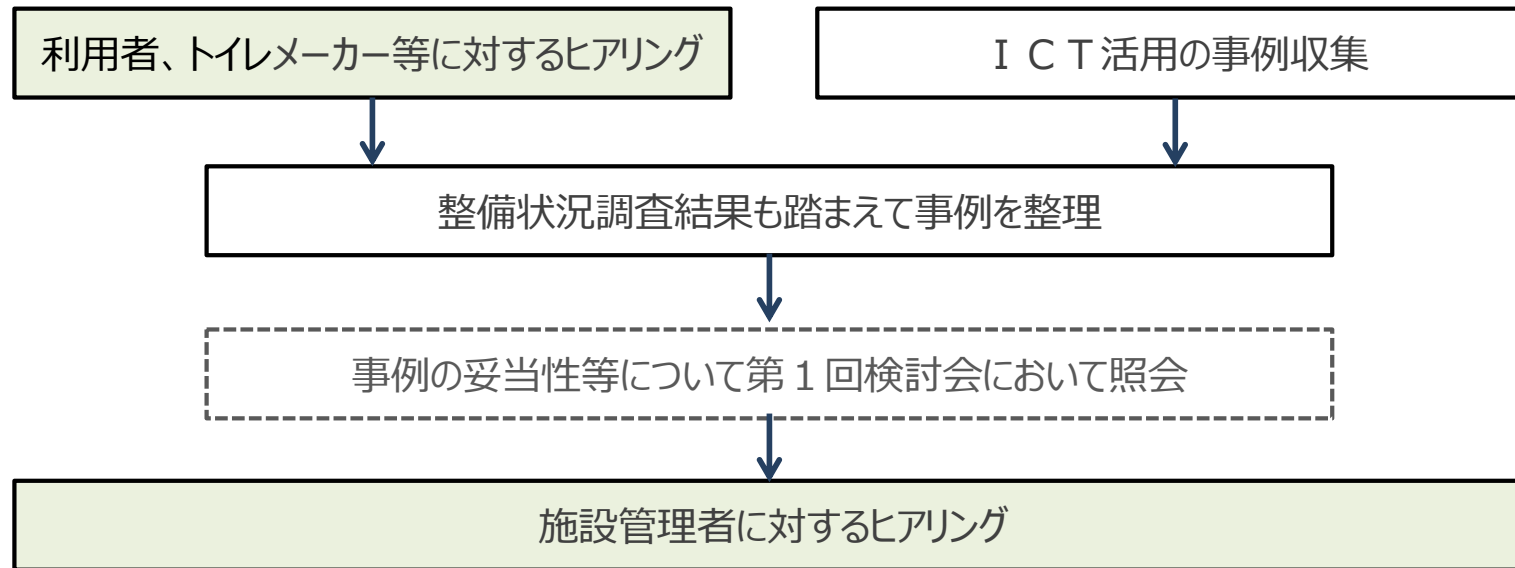 利用者、トイレメーカー等に対するヒアリング
ＩＣＴ活用の事例収集
整備状況調査結果も踏まえて事例を整理
事例の妥当性等について第１回検討会において照会
施設管理者に対するヒアリング